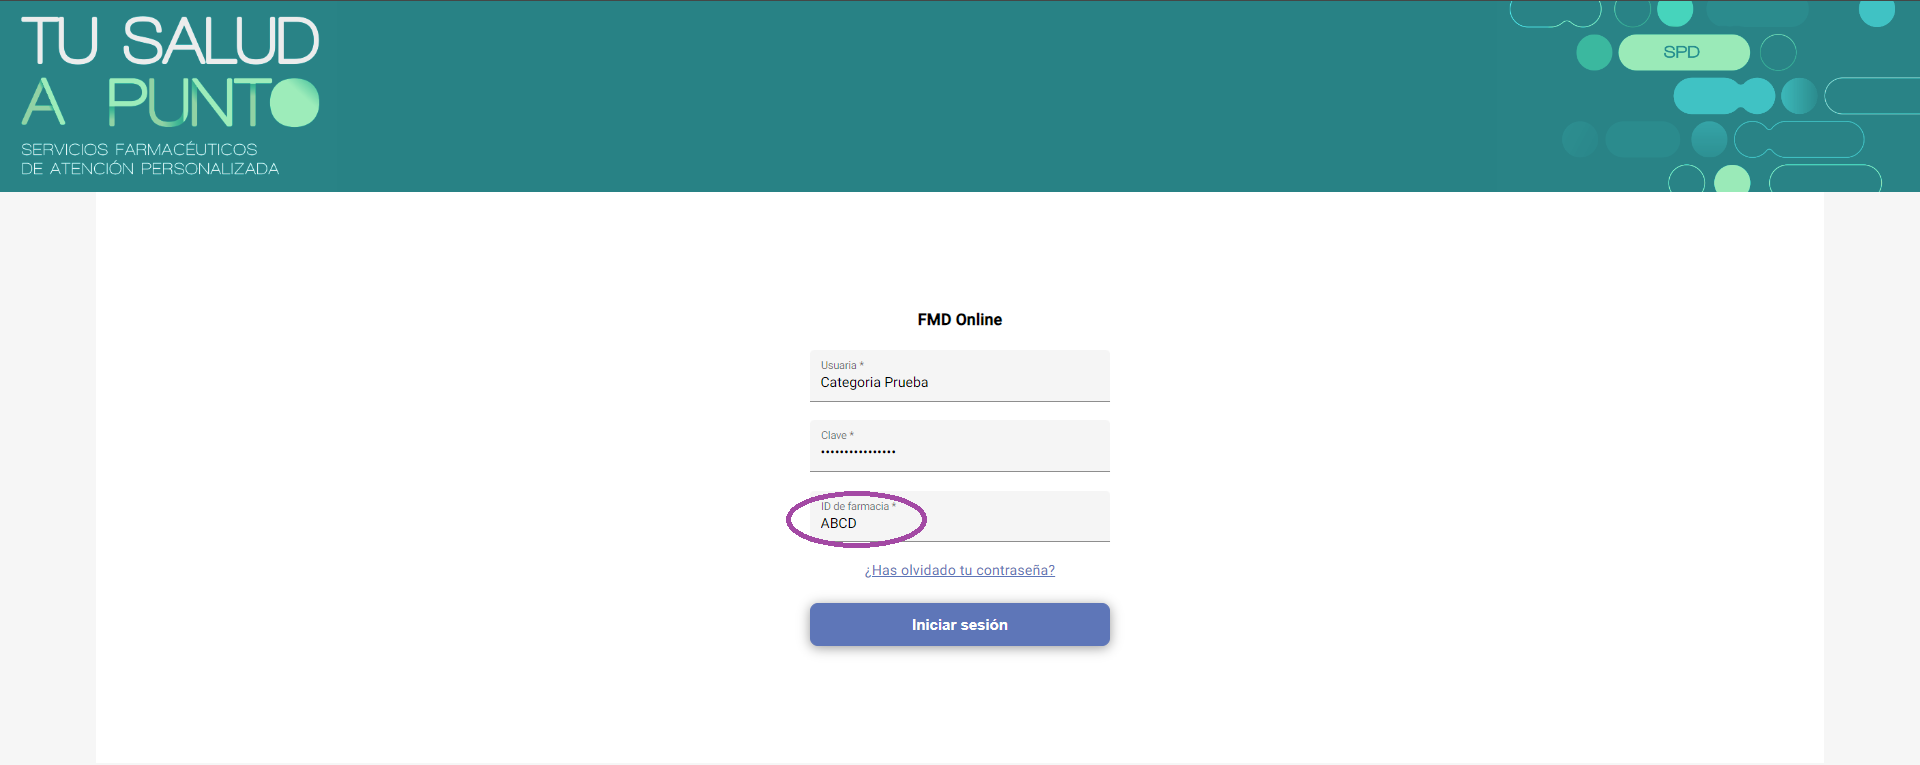 TU SALUD
A PUNTO
SERVICIOS FARMACÉUTICOS
DE ATENCIÓN PERSONALIZADA
SPD
FMD Online
Usuaria *
Categoria Prueba
Clave *
••••••••••••••••
ID de farmacia *
ABCD
¿Has olvidado tu contraseña?
Iniciar sesión